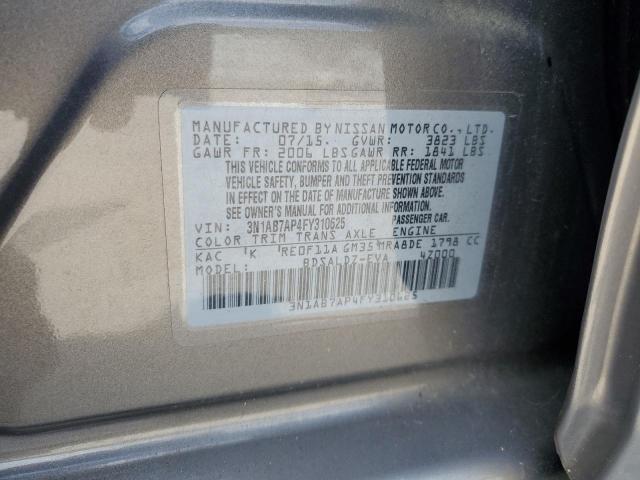 MANUFACTURED BY NISSAN MOTOR CO., LTD.
DATE: 07/15. GVWR: 3823 LBS
GAWR FR: 2006 LBS GAWR RR: 1841 LBS
THIS VEHICLE CONFORMS TO ALL APPLICABLE FEDERAL MOTOR
VEHICLE SAFETY, BUMPER AND THEFT PREVENTION STANDARDS
IN EFFECT ON THE DATE OF MANUFACTURE SHOWN ABOVE.
SEE OWNER'S MANUAL FOR ADDITIONAL INFORMATION.
VIN: 3N1AB7AP4FY310625 PASSENGER CAR.
COLOR TRIM TRANS AXLE ENGINE
KAC K RE0F11A GM35 MRA8DE 1798 CC
MODEL: BDSALDZ-EVA 4Z000
3N1AB7AP4FY310625